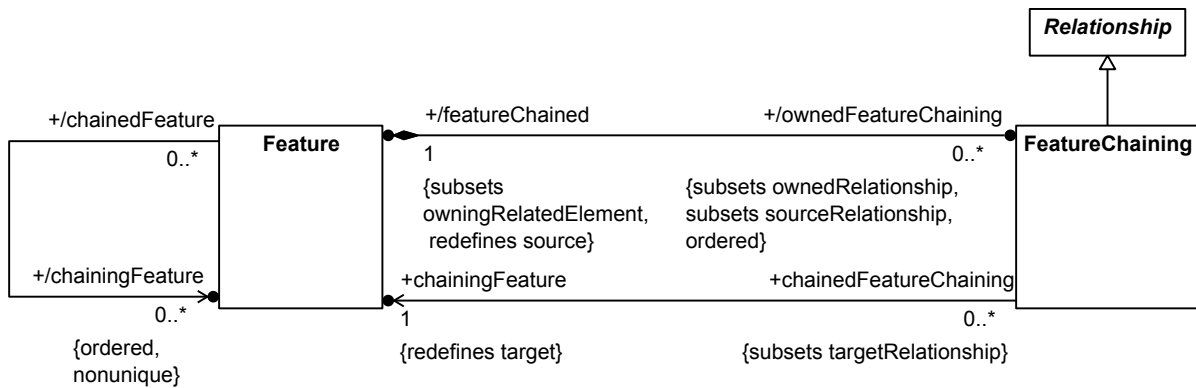 Relationship
+/chainedFeature
0..*
Feature
+/featureChained
1
{subsets
owningRelatedElement,
redefines source}
+/ownedFeatureChaining
0..*
{subsets ownedRelationship,
subsets sourceRelationship,
ordered}
FeatureChaining
+/chainingFeature
0..*
{ordered,
nonunique}
+chainingFeature
1
{redefines target}
+chainedFeatureChaining
0..*
{subsets targetRelationship}